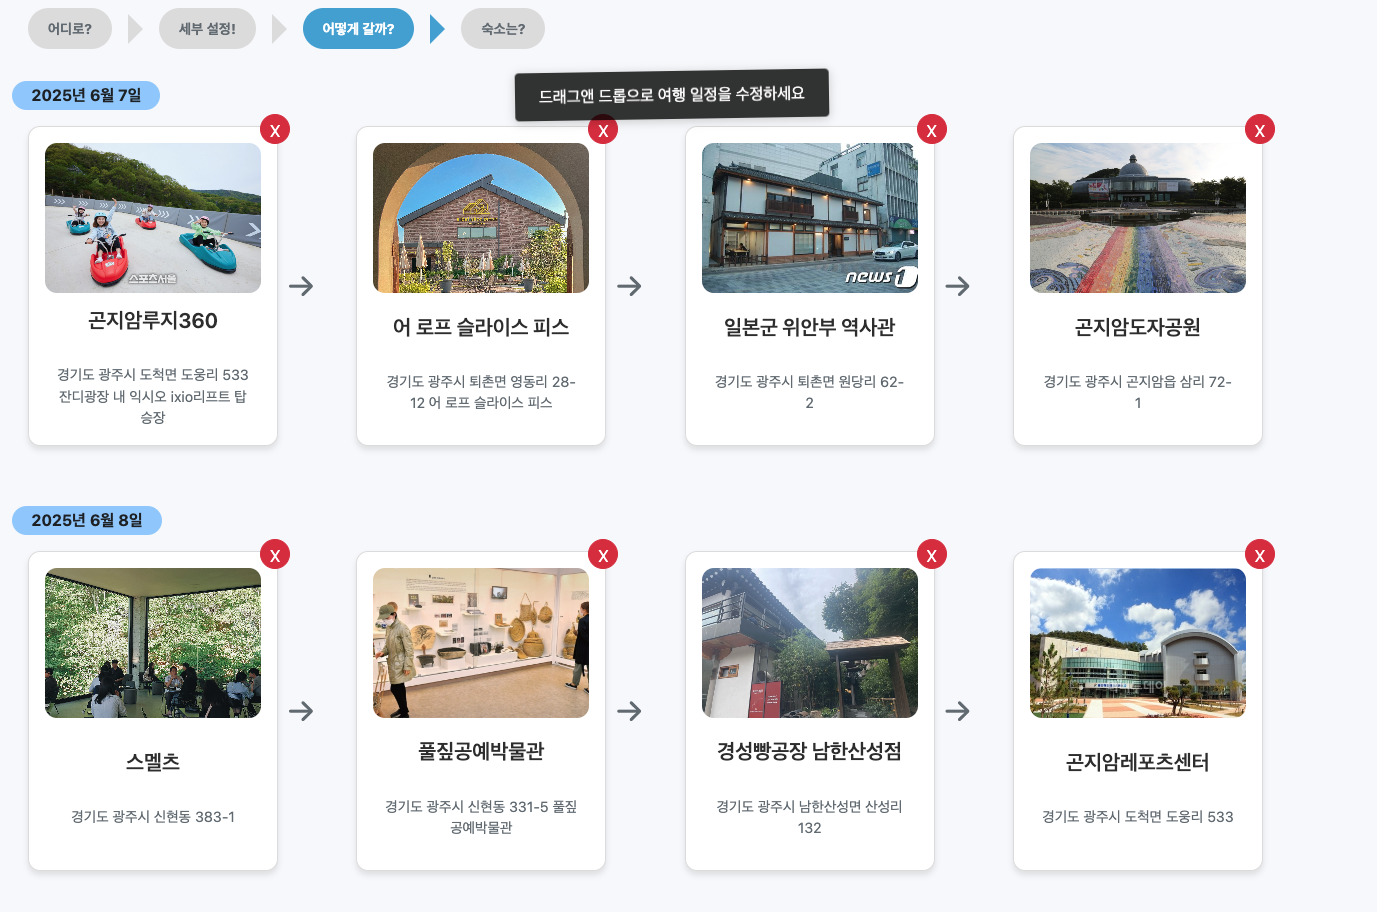 어디로?
세부 설정!
어떻게 갈까?
숙소는?
드래그앤 드롭으로 여행 일정을 수정하세요
2025년 6월 7일
X
X
X
X
스포츠서울
news1
곤지암루지360
경기도 광주시 도척면 도웅리 533
잔디광장 내 익시오 ixio리프트 탑
승장
어 로프 슬라이스 피스
경기도 광주시 퇴촌면 영동리 28-
12 어 로프 슬라이스 피스
일본군 위안부 역사관
경기도 광주시 퇴촌면 원당리 62-
2
곤지암도자공원
경기도 광주시 곤지암읍 삼리 72-
1
2025년 6월 8일
X
X
X
X
스멜츠
경기도 광주시 신현동 383-1
풀짚공예박물관
경기도 광주시 신현동 331-5 풀짚
공예박물관
경성빵공장 남한산성점
경기도 광주시 남한산성면 산성리
132
곤지암레포츠센터
경기도 광주시 도척면 도웅리 533